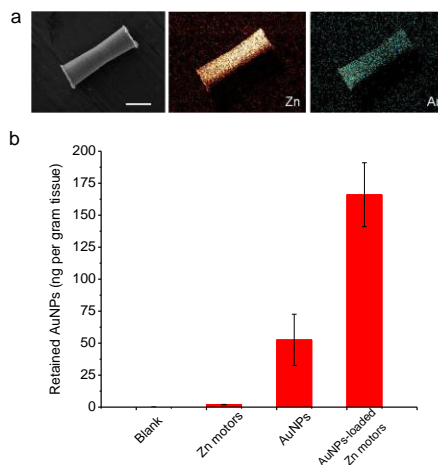 a
Zn
b
Retained AuNPs (ng per gram tissue)
200
175
150
125
100
75
50
25
0
Blank
Zn motors
AuNPs
AuNPs-loaded
Zn motors